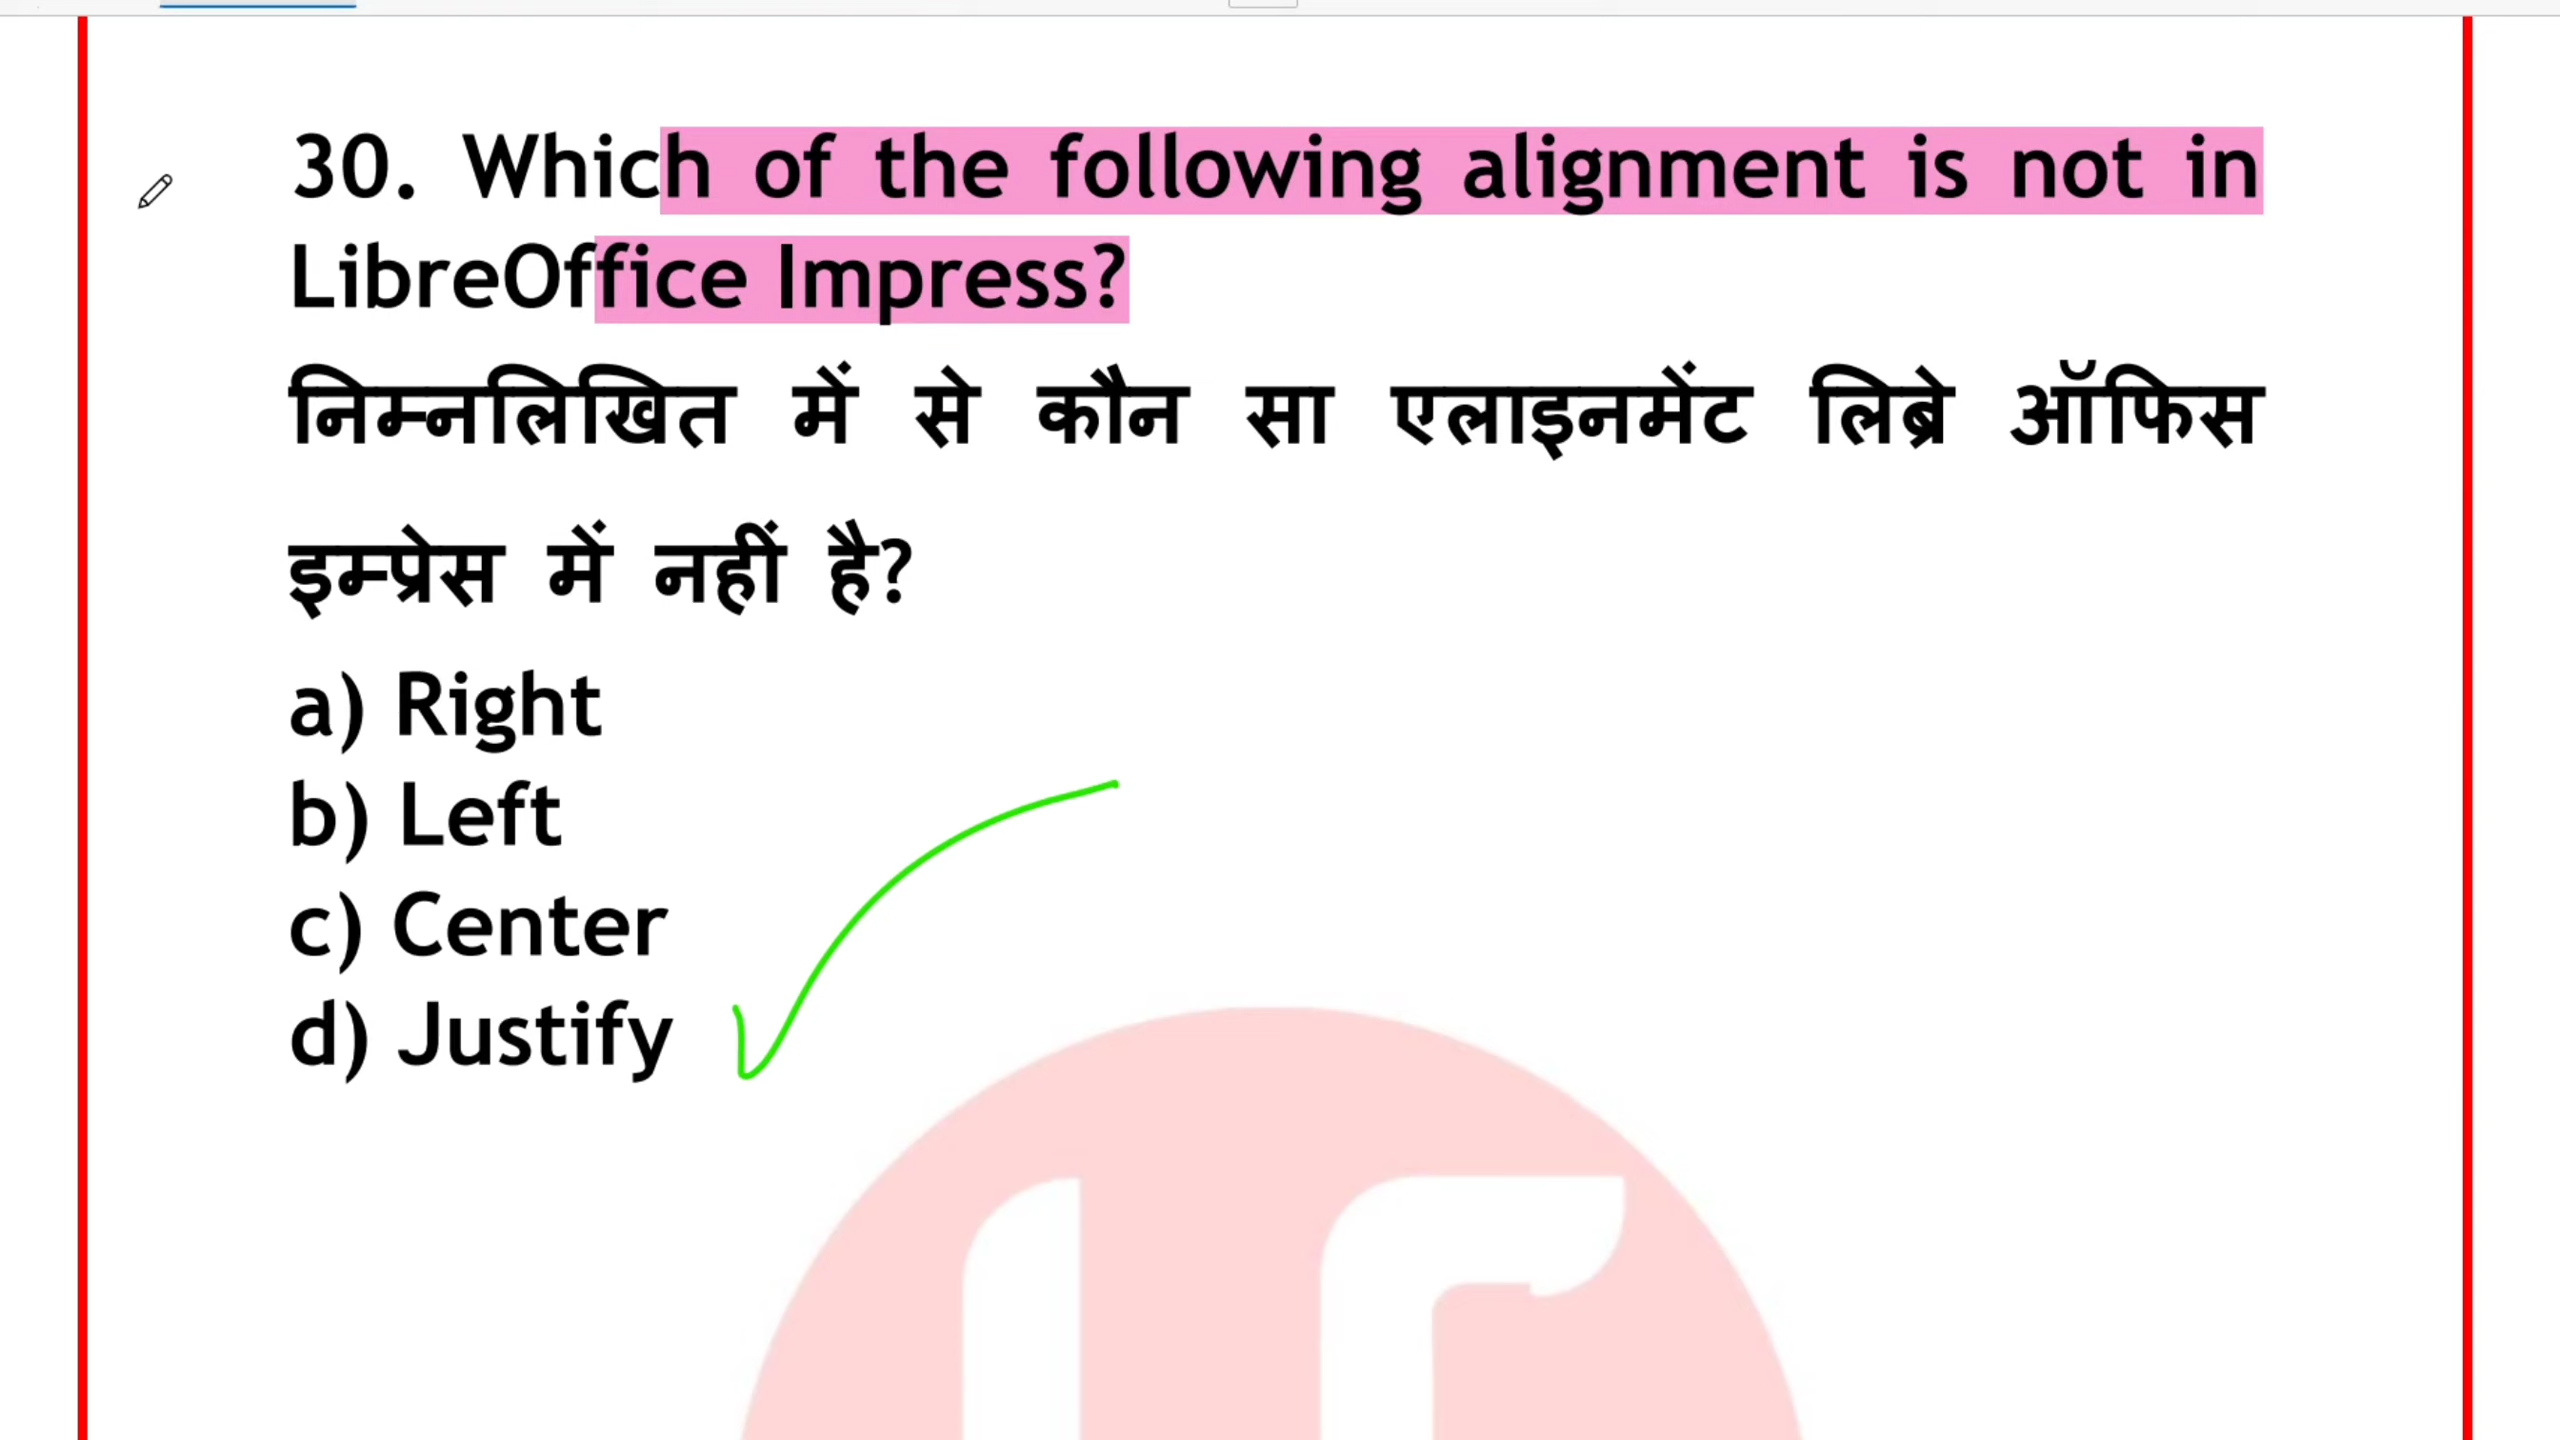 30. Which of the following alignment is not in
LibreOffice Impress?
निम्नलिखित में से कौन सा एलाइनमेंट लिब्रे ऑफिस
इम्प्रेस में नहीं है?
a) Right
b) Left
c) Center
d) Justify